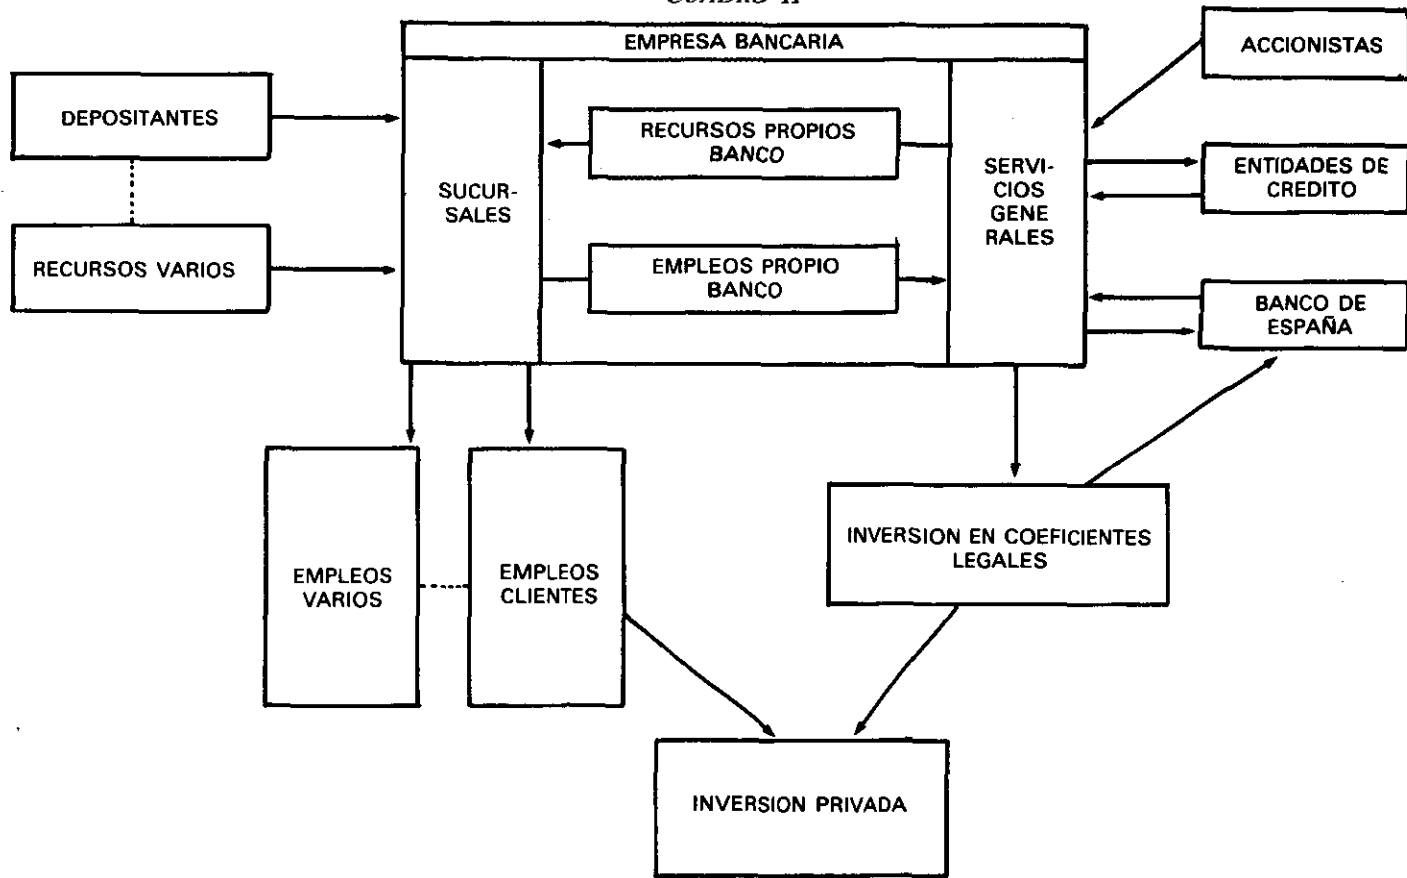 EMPRESA BANCARIA
ACCIONISTAS
DEPOSITANTES
RECURSOS PROPIOS
BANCO
SUCUR-
SALES
SERVI-
CIOS
GENE
RALES
ENTIDADES DE
CREDITO
RECURSOS VARIOS
EMPLEOS PROPIO
BANCO
BANCO DE
ESPAÑA
EMPLEOS
VARIOS
EMPLEOS
CLIENTES
INVERSION EN COEFICIENTES
LEGALES
INVERSION PRIVADA